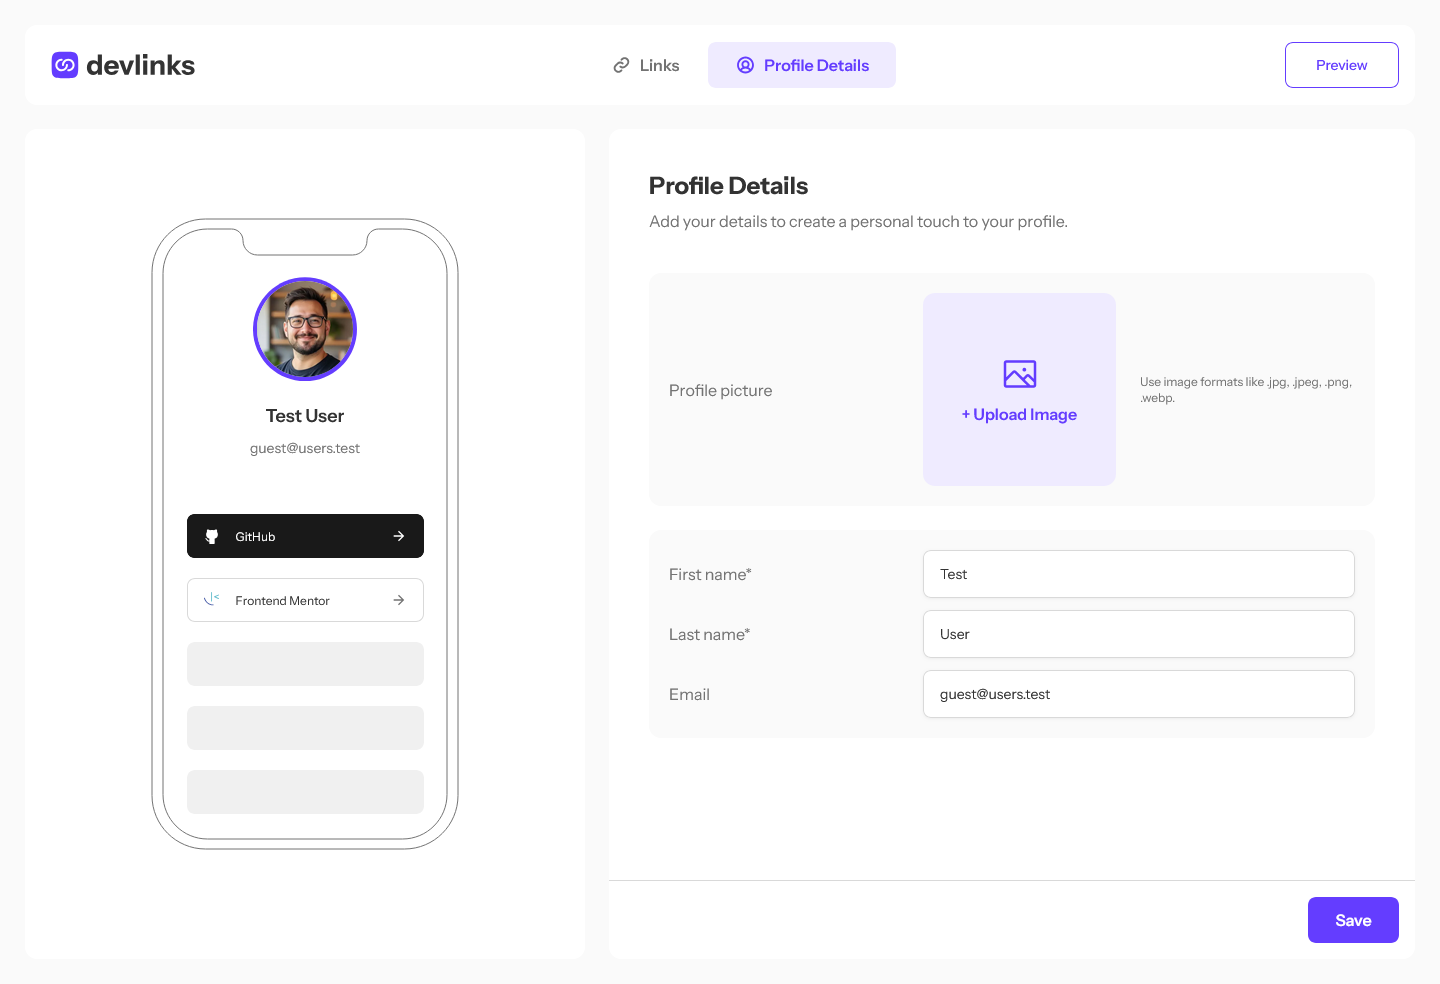 devlinks
Links
Profile Details
Preview
Test User
guest@users.test
GitHub
Frontend Mentor
Profile Details
Add your details to create a personal touch to your profile.
Profile picture
+ Upload Image
Use image formats like .jpg, .jpeg, .png,
.webp.
First name*
Test
Last name*
User
Email
guest@users.test
Save